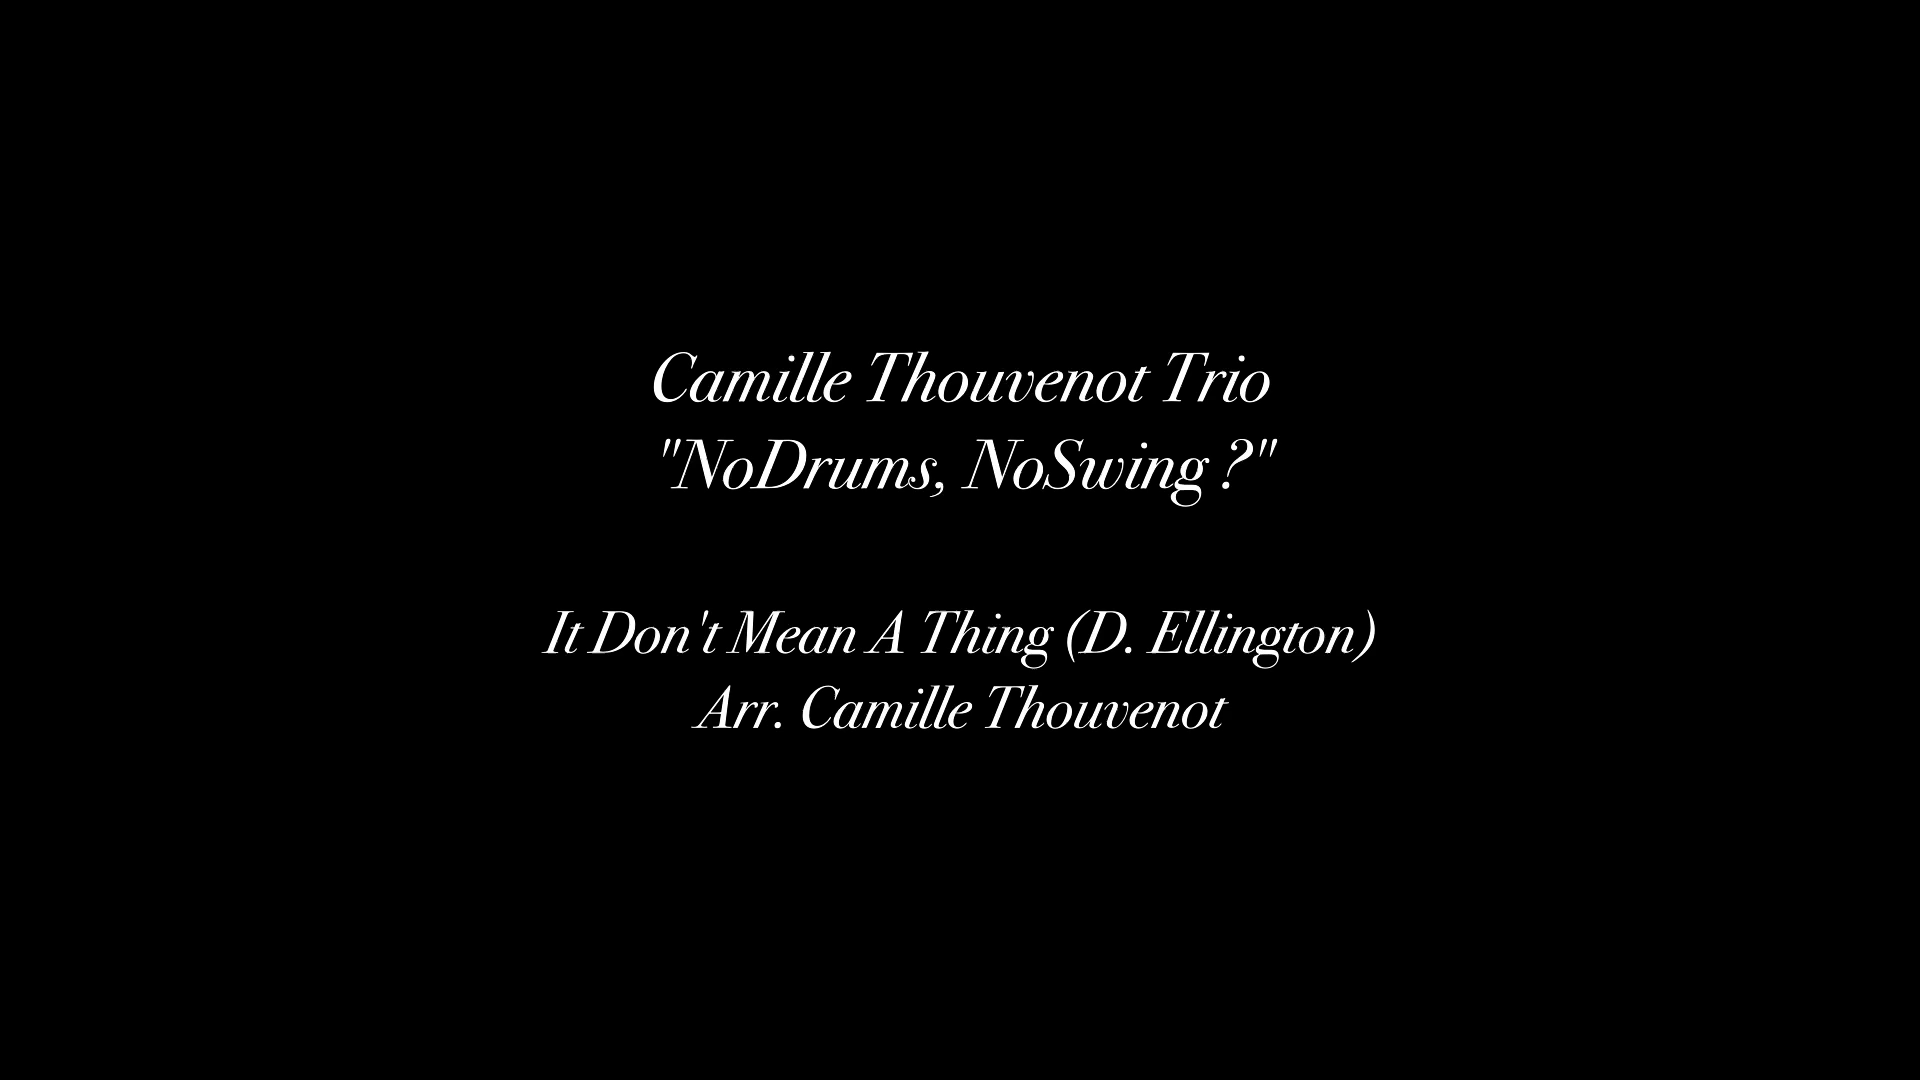 Camille Thouvenot Trio
"NoDrums, NoSwing ?"
It Don't Mean A Thing (D. Ellington)
Arr. Camille Thouvenot